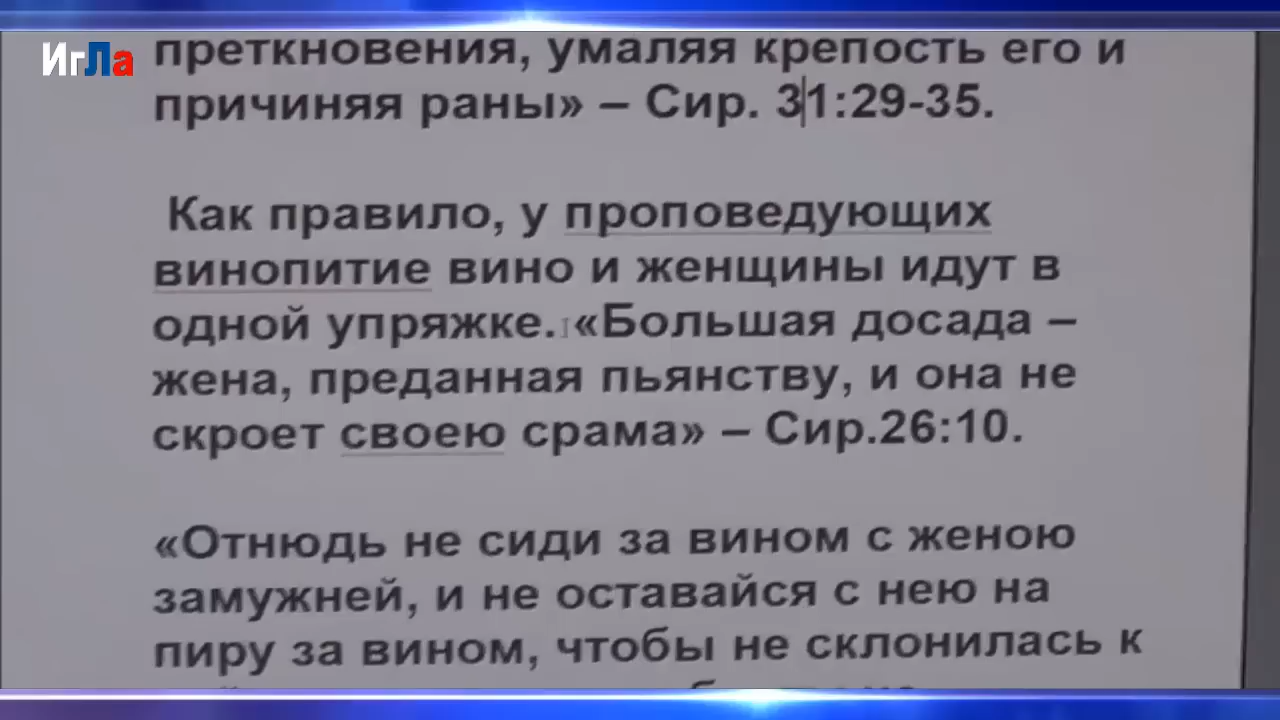 ИгЛа
преткновения, умаляя крепость его и
причиняя раны» – Сир. 31:29-35.
Как правило, у проповедующих
винопитие вино и женщины идут в
одной упряжке. «Большая досада –
жена, преданная пьянству, и она не
скроет своею срама» – Сир.26:10.
«Отнюдь не сиди за вином с женою
замужней, и не оставайся с нею на
пиру за вином, чтобы не склонилась к